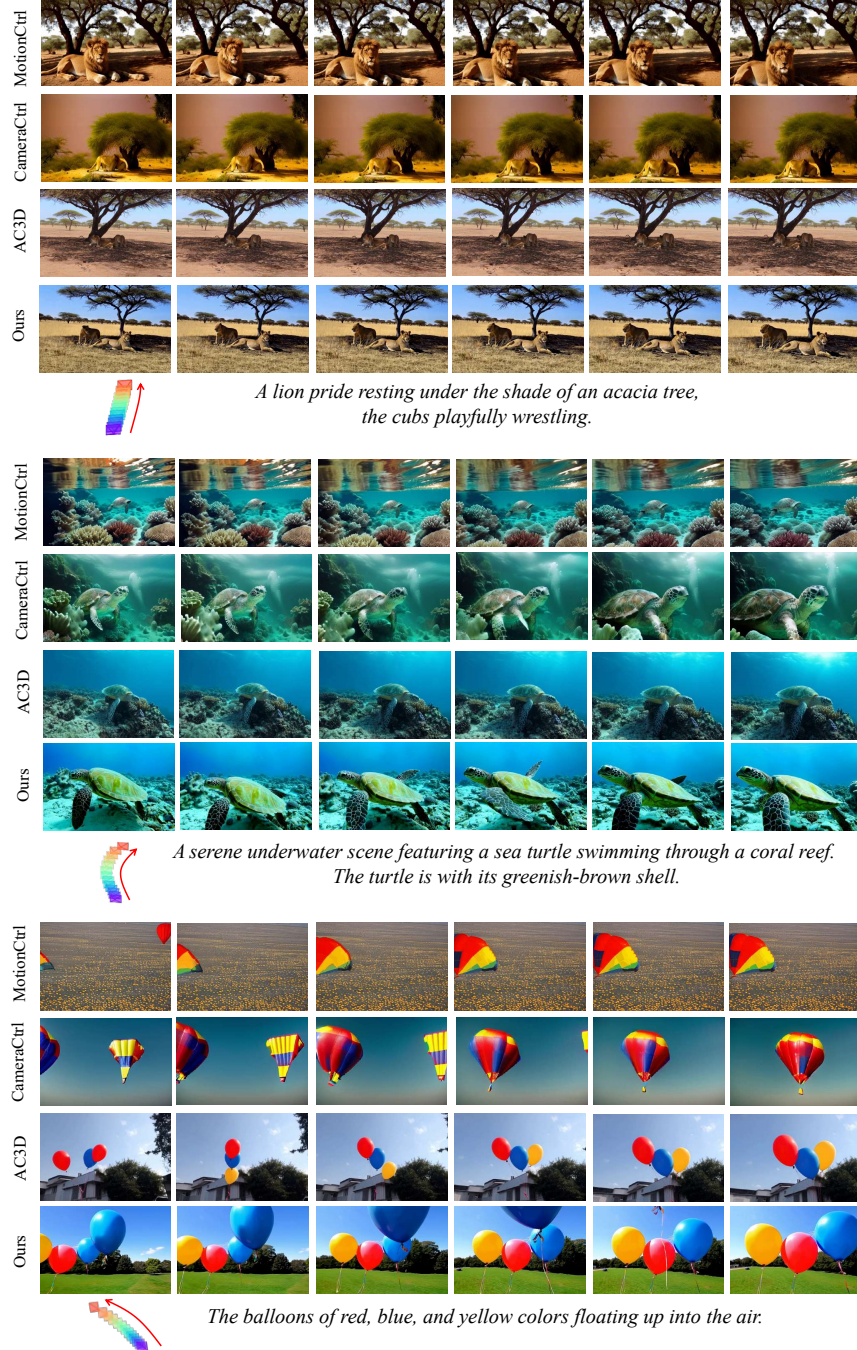 MotionCtrl
CameraCtrl
AC3D
Ours
A lion pride resting under the shade of an acacia tree,
the cubs playfully wrestling.
MotionCtrl
CameraCtrl
AC3D
Ours
A serene underwater scene featuring a sea turtle swimming through a coral reef.
The turtle is with its greenish-brown shell.
MotionCtrl
CameraCtrl
AC3D
Ours
The balloons of red, blue, and yellow colors floating up into the air.